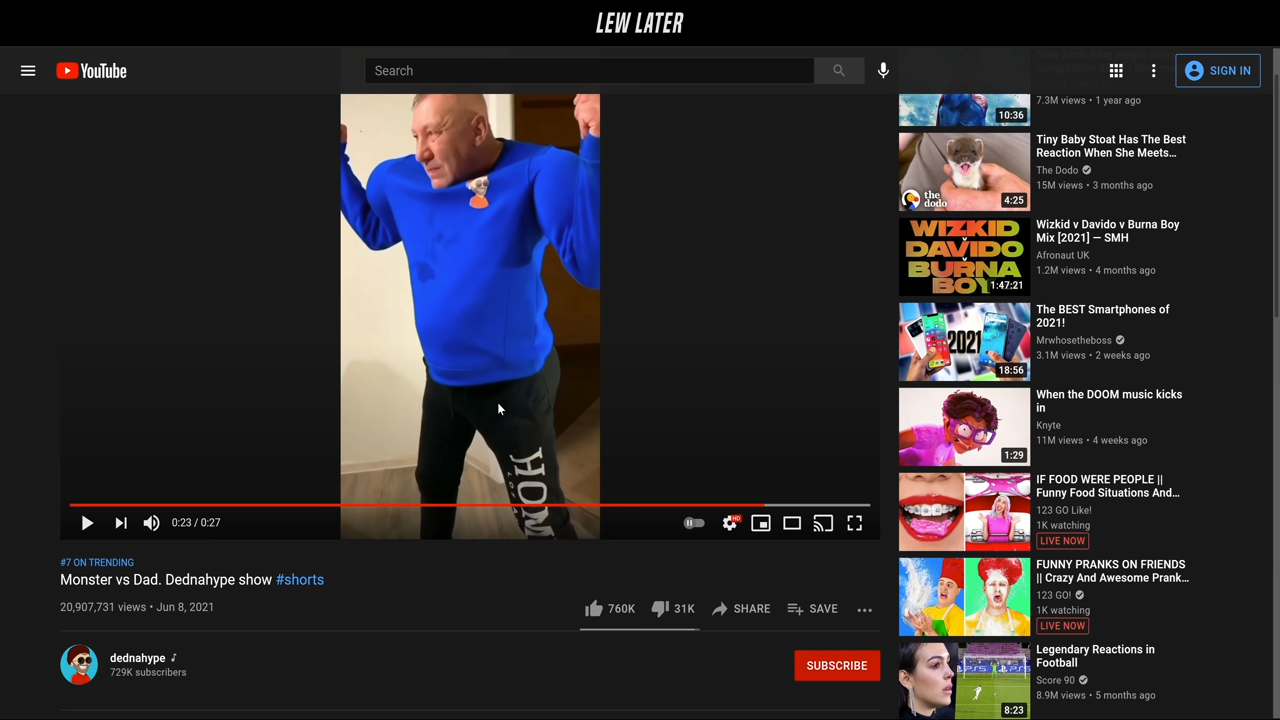 LEW LATER
YouTube
Search
SIGN IN
7.3M views • 1 year ago
10:36
Tiny Baby Stoat Has The Best
Reaction When She Meets...
The Dodo
15M views • 3 months ago
the
dodo
4:25
WIZKID
v
DAVIDO
v
BURNA
BOY
1:47:21
Wizkid v Davido v Burna Boy
Mix [2021] — SMH
Afronaut UK
1.2M views • 4 months ago
2021
18:56
The BEST Smartphones of
2021!
Mrwhosetheboss
3.1M views • 2 weeks ago
1:29
When the DOOM music kicks
in
Knyte
11M views • 4 weeks ago
IF FOOD WERE PEOPLE ||
Funny Food Situations And...
123 GO Like!
1K watching
LIVE NOW
FUNNY PRANKS ON FRIENDS
|| Crazy And Awesome Prank...
123 GO!
1K watching
LIVE NOW
8:23
Legendary Reactions in
Football
Score 90
8.9M views • 5 months ago
HOM
0:23 / 0:27
HD
#7 ON TRENDING
Monster vs Dad. Dednahype show #shorts
20,907,731 views • Jun 8, 2021
760K
31K
SHARE
SAVE
dednahype
729K subscribers
SUBSCRIBE